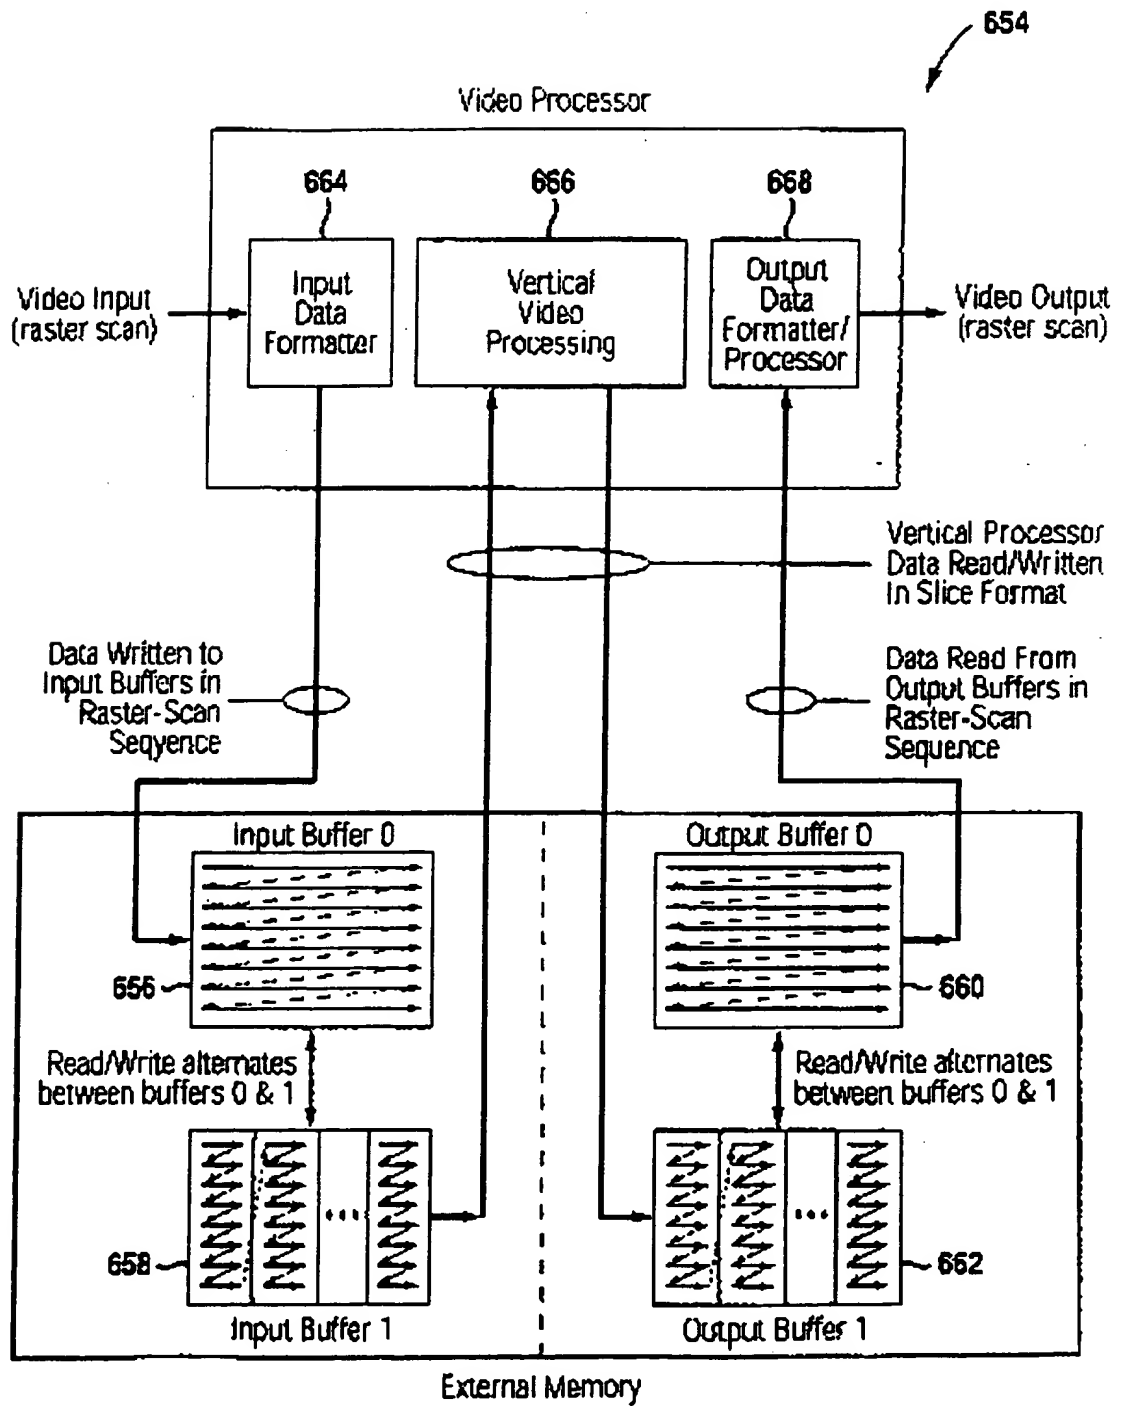 654
Video Processor
664
666
668
Video Input
(raster scan)
Input
Data
Formatter
Vertical
Video
Processing
Output
Data
Formatter/
Processor
Video Output
(raster scan)
Vertical Processor
Data Read/Written
In Slice Format
Data Written to
Input Buffers in
Raster-Scan
Seqyence
Data Read From
Output Buffers in
Raster-Scan
Sequence
Input Buffer 0
Output Buffer 0
656
660
Read/Write alternates
between buffers 0 & 1
Read/Write alternates
between buffers 0 & 1
658
662
Input Buffer 1
Output Buffer 1
External Memory